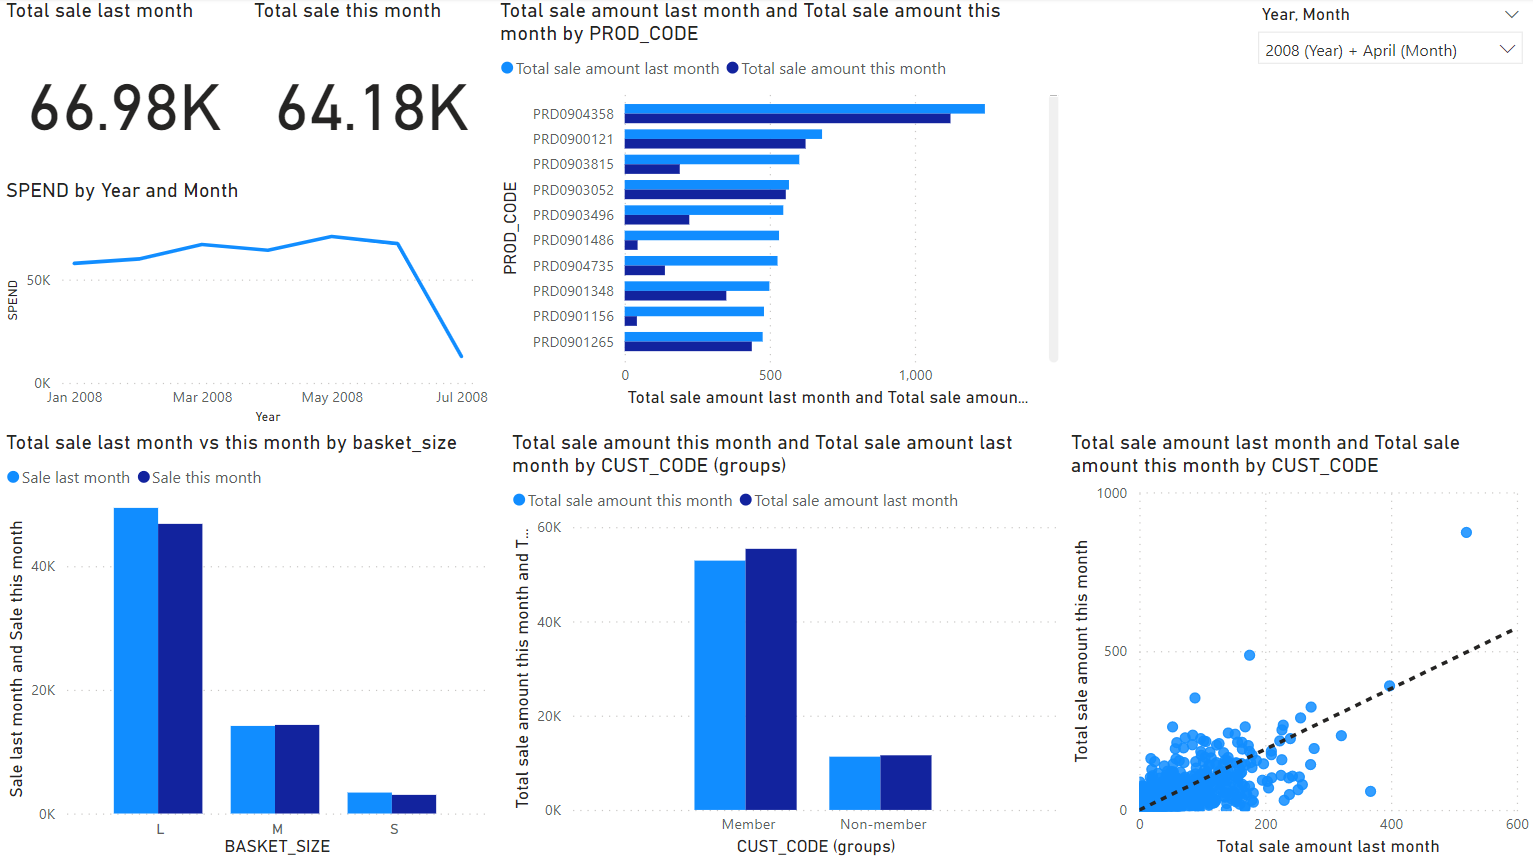 Total sale last month
66.98K
Total sale this month
64.18K
SPEND by Year and Month
SPEND
50K
0K
Jan 2008
Mar 2008
May 2008
Jul 2008
Year
Total sale amount last month and Total sale amount this
month by PROD_CODE
Total sale amount last month
Total sale amount this month
PROD_CODE
PRD0904358
PRD0900121
PRD0903815
PRD0903052
PRD0903496
PRD0901486
PRD0904735
PRD0901348
PRD0901156
PRD0901265
0
500
1,000
Total sale amount last month and Total sale amoun...
Year, Month
2008 (Year) + April (Month)
Total sale last month vs this month by basket_size
Sale last month
Sale this month
Sale last month and Sale this month
40K
20K
0K
L
M
S
BASKET_SIZE
Total sale amount this month and Total sale amount last
month by CUST_CODE (groups)
Total sale amount this month
Total sale amount last month
Total sale amount this month and T...
60K
40K
20K
0K
Member
Non-member
CUST_CODE (groups)
Total sale amount last month and Total sale
amount this month by CUST_CODE
Total sale amount this month
1000
500
0
0
200
400
600
Total sale amount last month